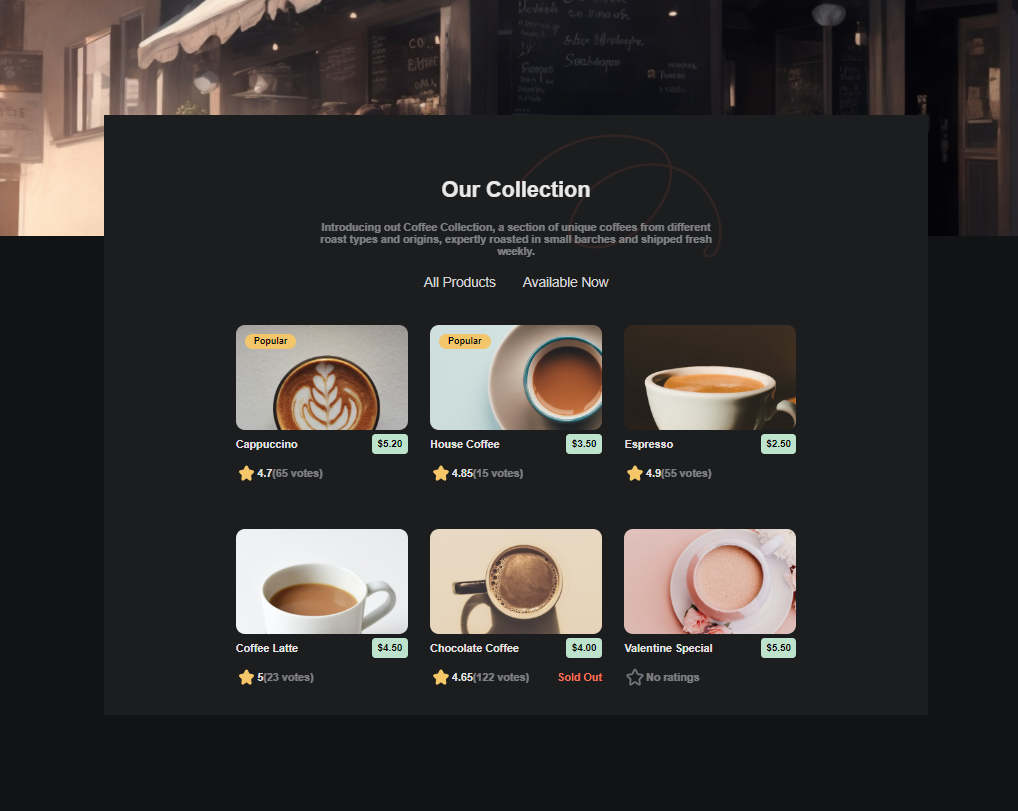 Our Collection
Introducing out Coffee Collection, a section of unique coffees from different
roast types and origins, expertly roasted in small barches and shipped fresh
weekly.
All Products Available Now
Popular
Popular
Cappuccino $5.20
House Coffee $3.50
Espresso $2.50
4.7(65 votes)
4.85(15 votes)
4.9(55 votes)
Coffee Latte $4.50
Chocolate Coffee $4.00
Valentine Special $5.50
5(23 votes)
4.65(122 votes) Sold Out
No ratings